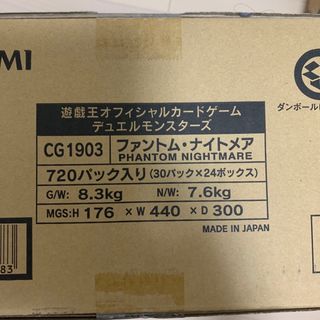 MI
遊戯王オフィシャルカードゲーム
デュエルモンスターズ
CG1903 ファントム・ナイトメア
PHANTOM NIGHTMARE
720パック入り (30パック×24ボックス)
G/W: 8.3kg N/W: 7.6kg
MGS: H 176 × W 440 × D 300
MADE IN JAPAN
ダンボール
83